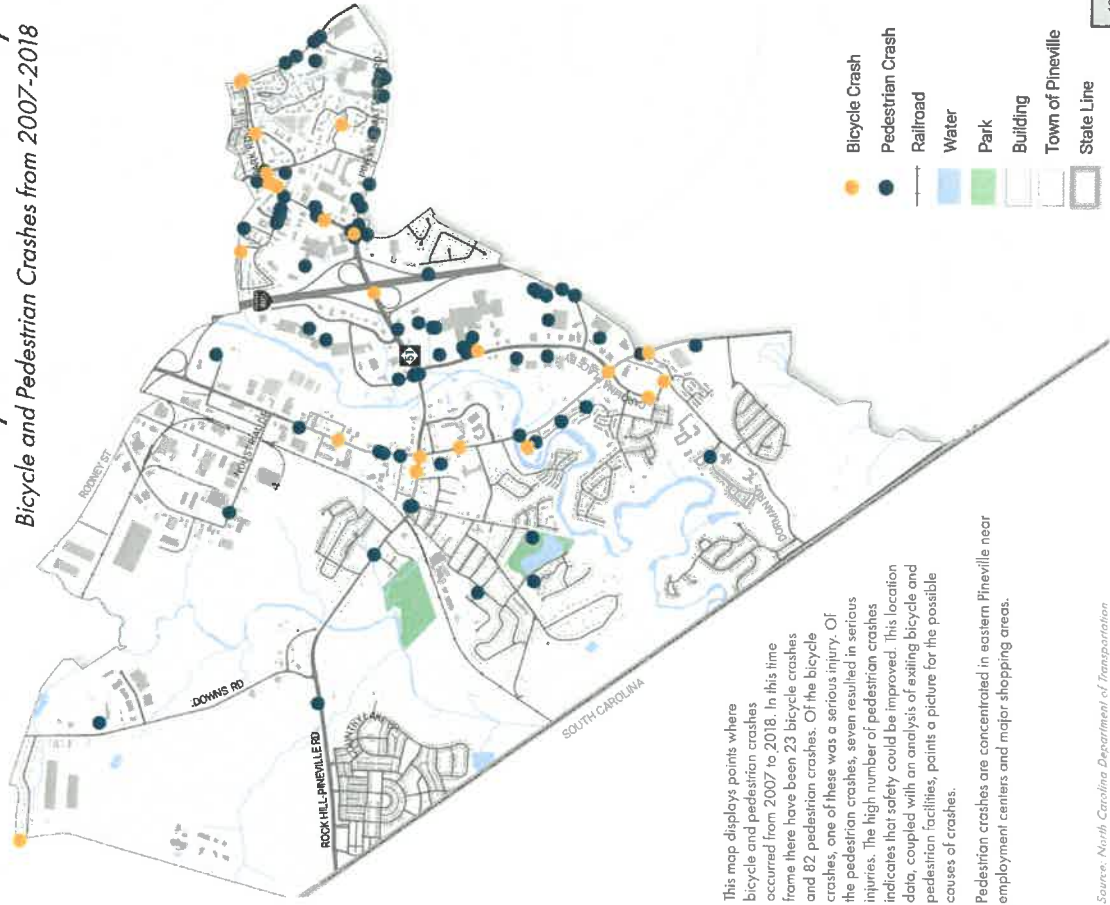 Bicycle and Pedestrian Crashes from 2007-2018
RODNEY ST
DOWNS RD
ROCK HILL-PINEVILLE RD
SOUTH CAROLINA
DORMAN RD
51
Bicycle Crash
Pedestrian Crash
Railroad
Water
Park
Building
Town of Pineville
State Line
This map displays points where
bicycle and pedestrian crashes
occurred from 2007 to 2018. In this time
frame there have been 23 bicycle crashes
and 82 pedestrian crashes. Of the bicycle
crashes, one of these was a serious injury. Of
the pedestrian crashes, seven resulted in serious
injuries. The high number of pedestrian crashes
indicates that safety could be improved. This location
data, coupled with an analysis of exiting bicycle and
pedestrian facilities, paints a picture for the possible
causes of crashes.
Pedestrian crashes are concentrated in eastern Pineville near
employment centers and major shopping areas.
Source: North Carolina Department of Transportation